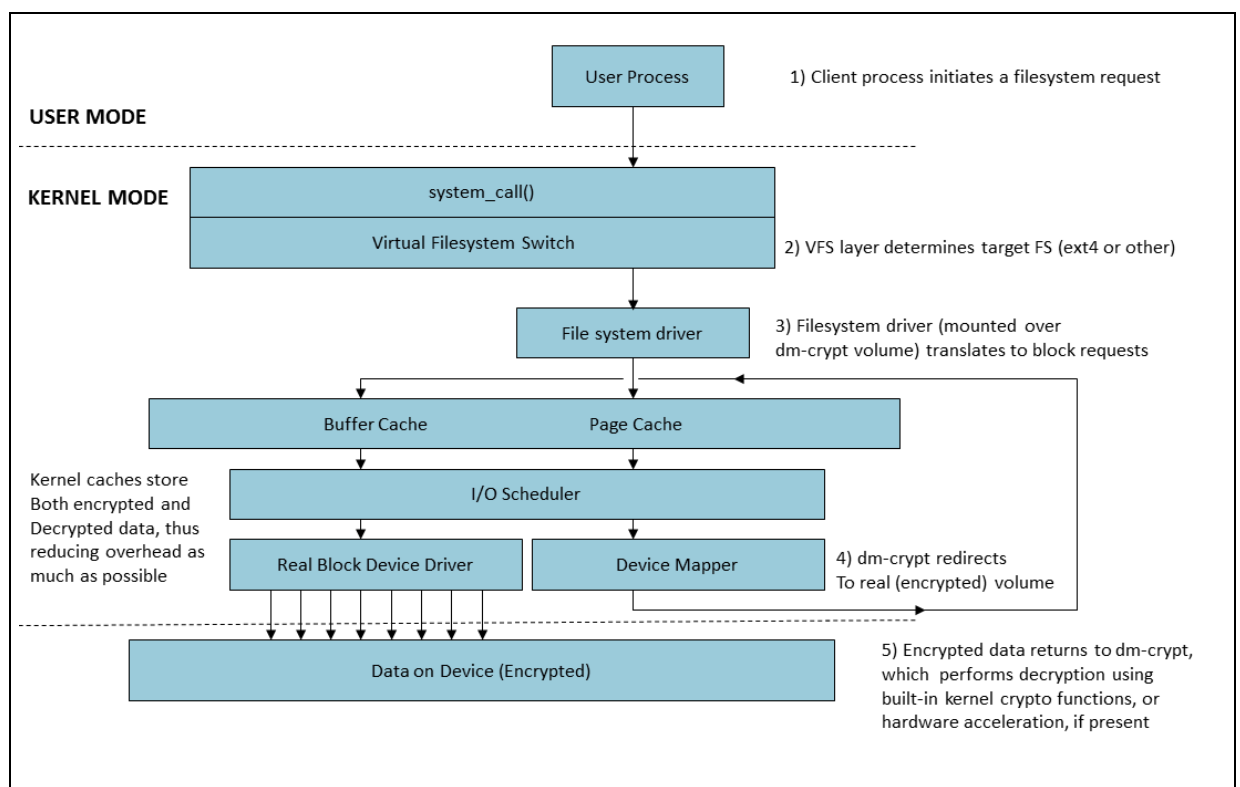 User Process
1) Client process initiates a filesystem request
USER MODE
KERNEL MODE
system_call()
Virtual Filesystem Switch
2) VFS layer determines target FS (ext4 or other)
File system driver
3) Filesystem driver (mounted over
dm-crypt volume) translates to block requests
Buffer Cache
Page Cache
Kernel caches store
Both encrypted and
Decrypted data, thus
reducing overhead as
much as possible
I/O Scheduler
Real Block Device Driver
Device Mapper
4) dm-crypt redirects
To real (encrypted) volume
Data on Device (Encrypted)
5) Encrypted data returns to dm-crypt,
which performs decryption using
built-in kernel crypto functions, or
hardware acceleration, if present